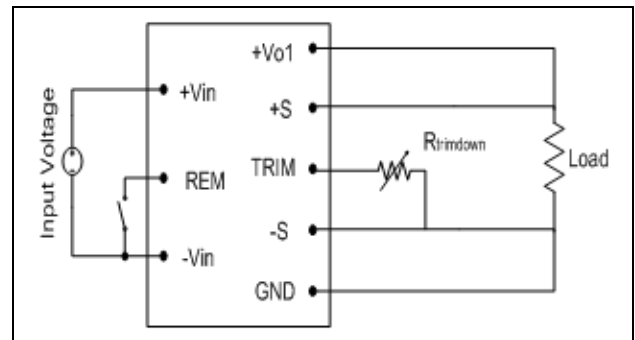 Input Voltage
+Vin
REM
-Vin
+Vo1
+S
TRIM
-S
GND
Rtrimdown
Load